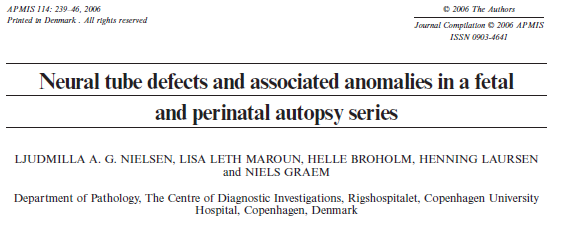 APMIS 114: 239–46, 2006
Printed in Denmark . All rights reserved
© 2006 The Authors
Journal Compilation © 2006 APMIS
ISSN 0903-4641
Neural tube defects and associated anomalies in a fetal
and perinatal autopsy series
LJUDMILLA A. G. NIELSEN, LISA LETH MAROUN, HELLE BROHOLM, HENNING LAURSEN
and NIELS GRAEM
Department of Pathology, The Centre of Diagnostic Investigations, Rigshospitalet, Copenhagen University
Hospital, Copenhagen, Denmark